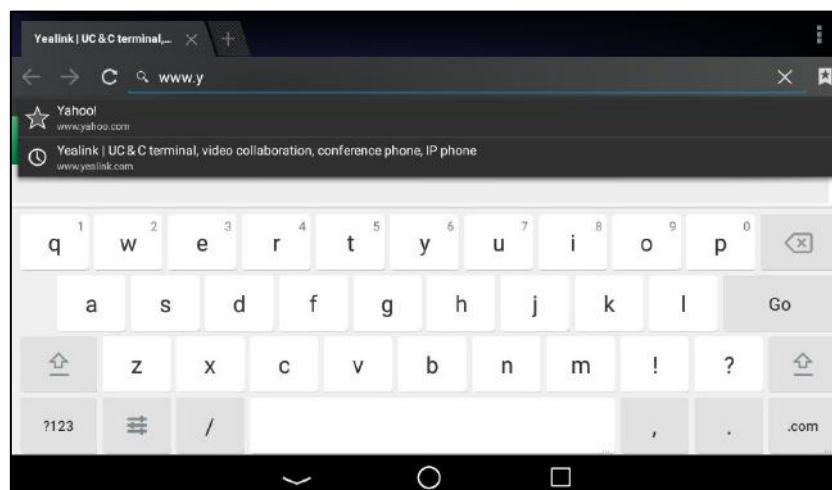 Yealink | UC & C terminal,...
www.y
Yahoo!
www.yahoo.com
Yealink | UC & C terminal, video collaboration, conference phone, IP phone
www.yealink.com
q 1 w 2 e 3 r 4 t 5 y 6 u 7 i 8 o 9 p 0
a s d f g h j k l Go
z x c v b n m ! ?
?123 / , . .com